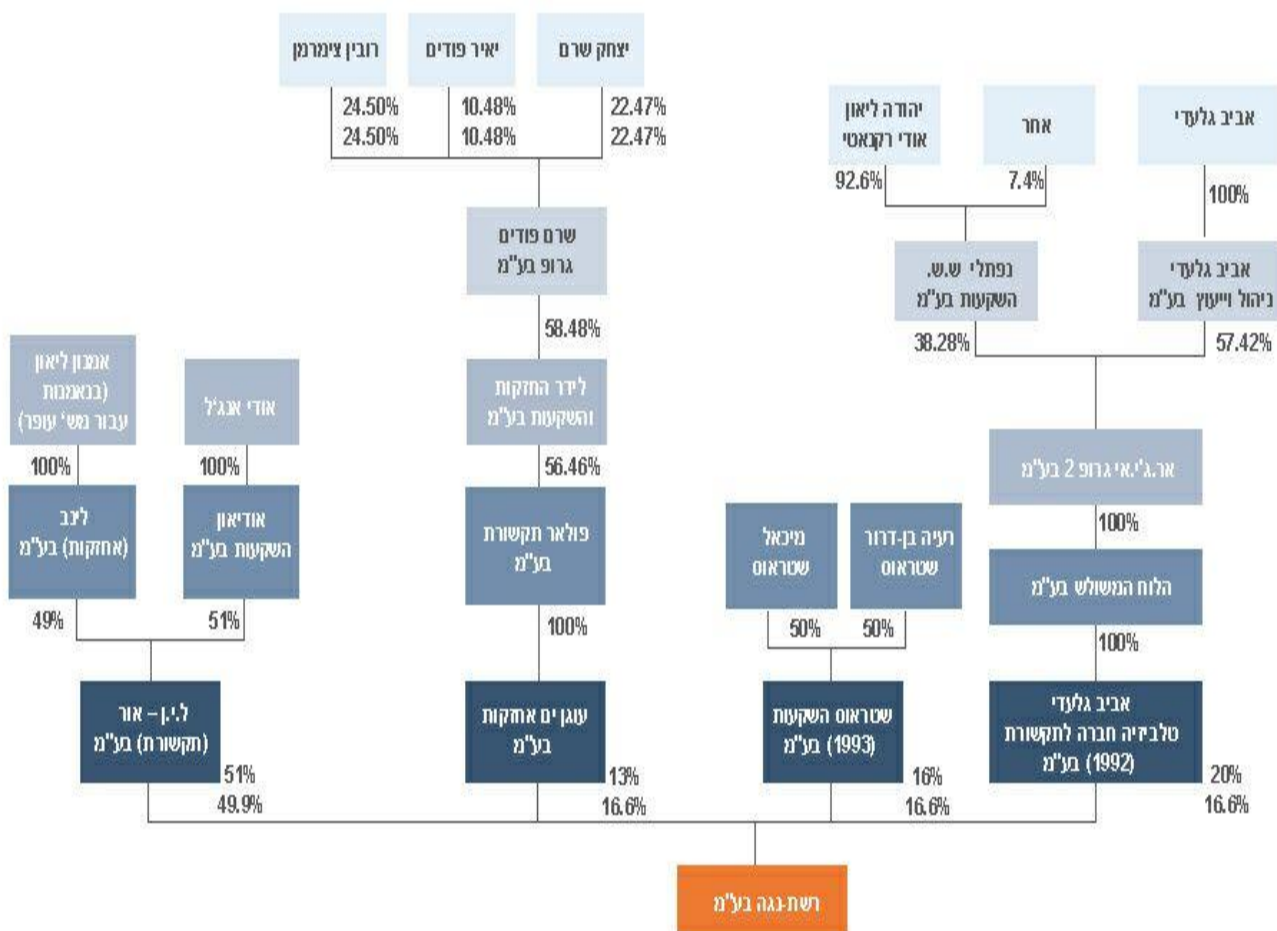 יצחק שרם
יאיר פודים
רובין צימרמן
22.47%
22.47%
10.48%
10.48%
24.50%
24.50%
אביב גלעדי
אחר
יהודה ליאון
אודי רקנאטי
100%
7.4%
92.6%
שרם פודים
גרופ בע"מ
58.48%
אביב גלעדי
ניהול וייעוץ בע"מ
57.42%
נפתלי ש.ש.
השקעות בע"מ
38.28%
לידר החזקות
והשקעות בע"מ
56.46%
אודי אנג'ל
100%
אמנון ליאון
(בנאמנות
עבור מש' עופר)
100%
אר.ג'י.אי גרופ 2 בע"מ
100%
הלוח המשולש בע"מ
100%
רעיה בן-דרור
שטראוס
50%
מיכאל
שטראוס
50%
פולאר תקשורת
בע"מ
100%
אודיאון
השקעות בע"מ
51%
לינב
(אחזקות) בע"מ
49%
אביב גלעדי
טלביזיה חברה לתקשורת
(1992) בע"מ
20%
16.6%
שטראוס השקעות
(1993) בע"מ
16%
16.6%
עוגן ים אחזקות
בע"מ
13%
16.6%
ל.י.ן – אור
(תקשורת) בע"מ
51%
49.9%
רשת-נגה בע"מ